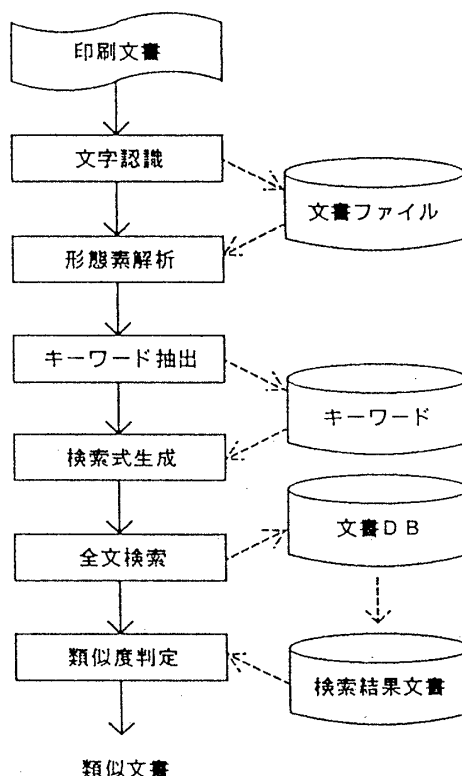 印刷文書
文字認識
文書ファイル
形態素解析
キーワード抽出
キーワード
検索式生成
文書DB
全文検索
類似度判定
検索結果文書
類似文書